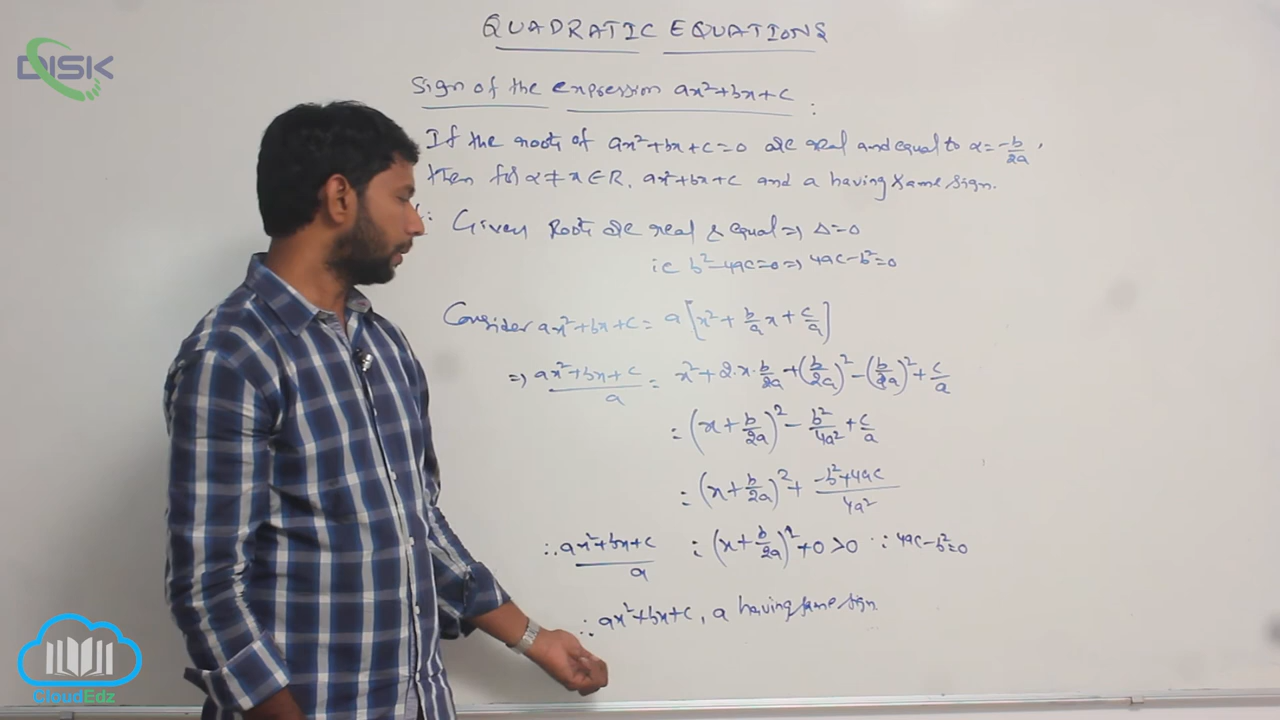 DISK
QUADRATIC EQUATIONS
Sign of the expression ax²+bx+c :
If the roots of ax²+bx+c=0 are real and equal to α=-b/2a,
then for α≠x∈R, ax²+bx+c and a having same sign.
Given Roots are real & equal ⇒ Δ=0
ie b²-4ac=0 ⇒ 4ac-b²=0
Consider ax²+bx+c = a[x²+b/a x+c/a]
⇒ (ax²+bx+c)/a = x²+2·x·b/2a+(b/2a)²-(b/2a)²+c/a
= (x+b/2a)²-b²/4a²+c/a
= (x+b/2a)²+(-b²+4ac)/4a²
∴ (ax²+bx+c)/a = (x+b/2a)²+0>0 ∵ 4ac-b²=0
∴ ax²+bx+c, a having same sign
CloudEdz